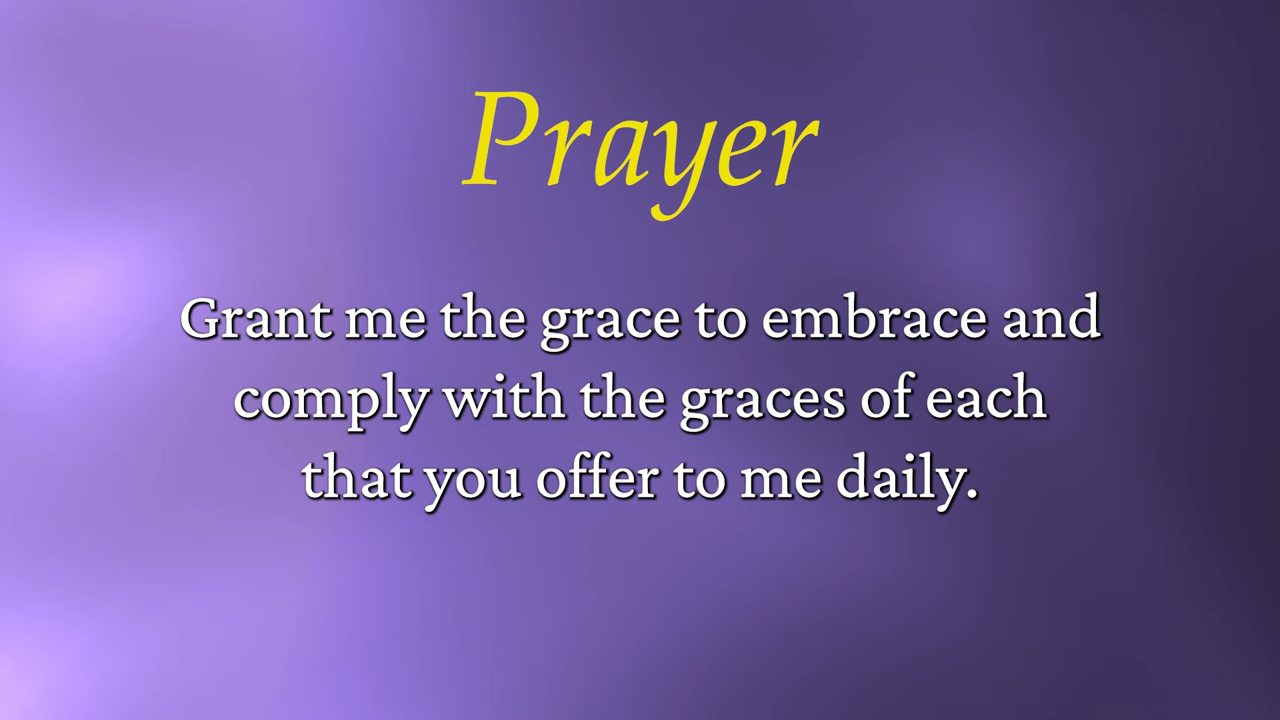 Prayer
Grant me the grace to embrace and
comply with the graces of each
that you offer to me daily.